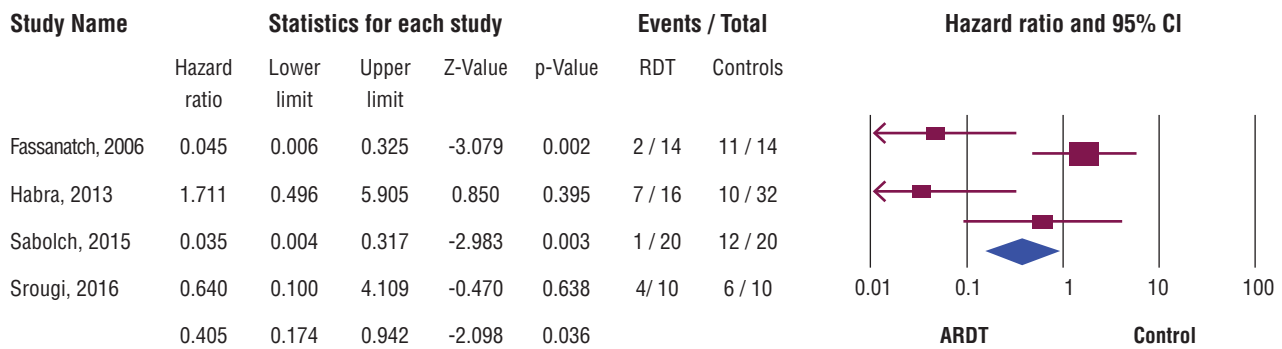 Study Name Statistics for each study Events / Total Hazard ratio and 95% CI
Hazard Lower Upper Z-Value p-Value RDT Controls
ratio limit limit
Fassanatch, 2006 0.045 0.006 0.325 -3.079 0.002 2 / 14 11 / 14
Habra, 2013 1.711 0.496 5.905 0.850 0.395 7 / 16 10 / 32
Sabolch, 2015 0.035 0.004 0.317 -2.983 0.003 1 / 20 12 / 20
Srougi, 2016 0.640 0.100 4.109 -0.470 0.638 4/ 10 6 / 10 0.01 0.1 1 10 100
0.405 0.174 0.942 -2.098 0.036 ARDT Control